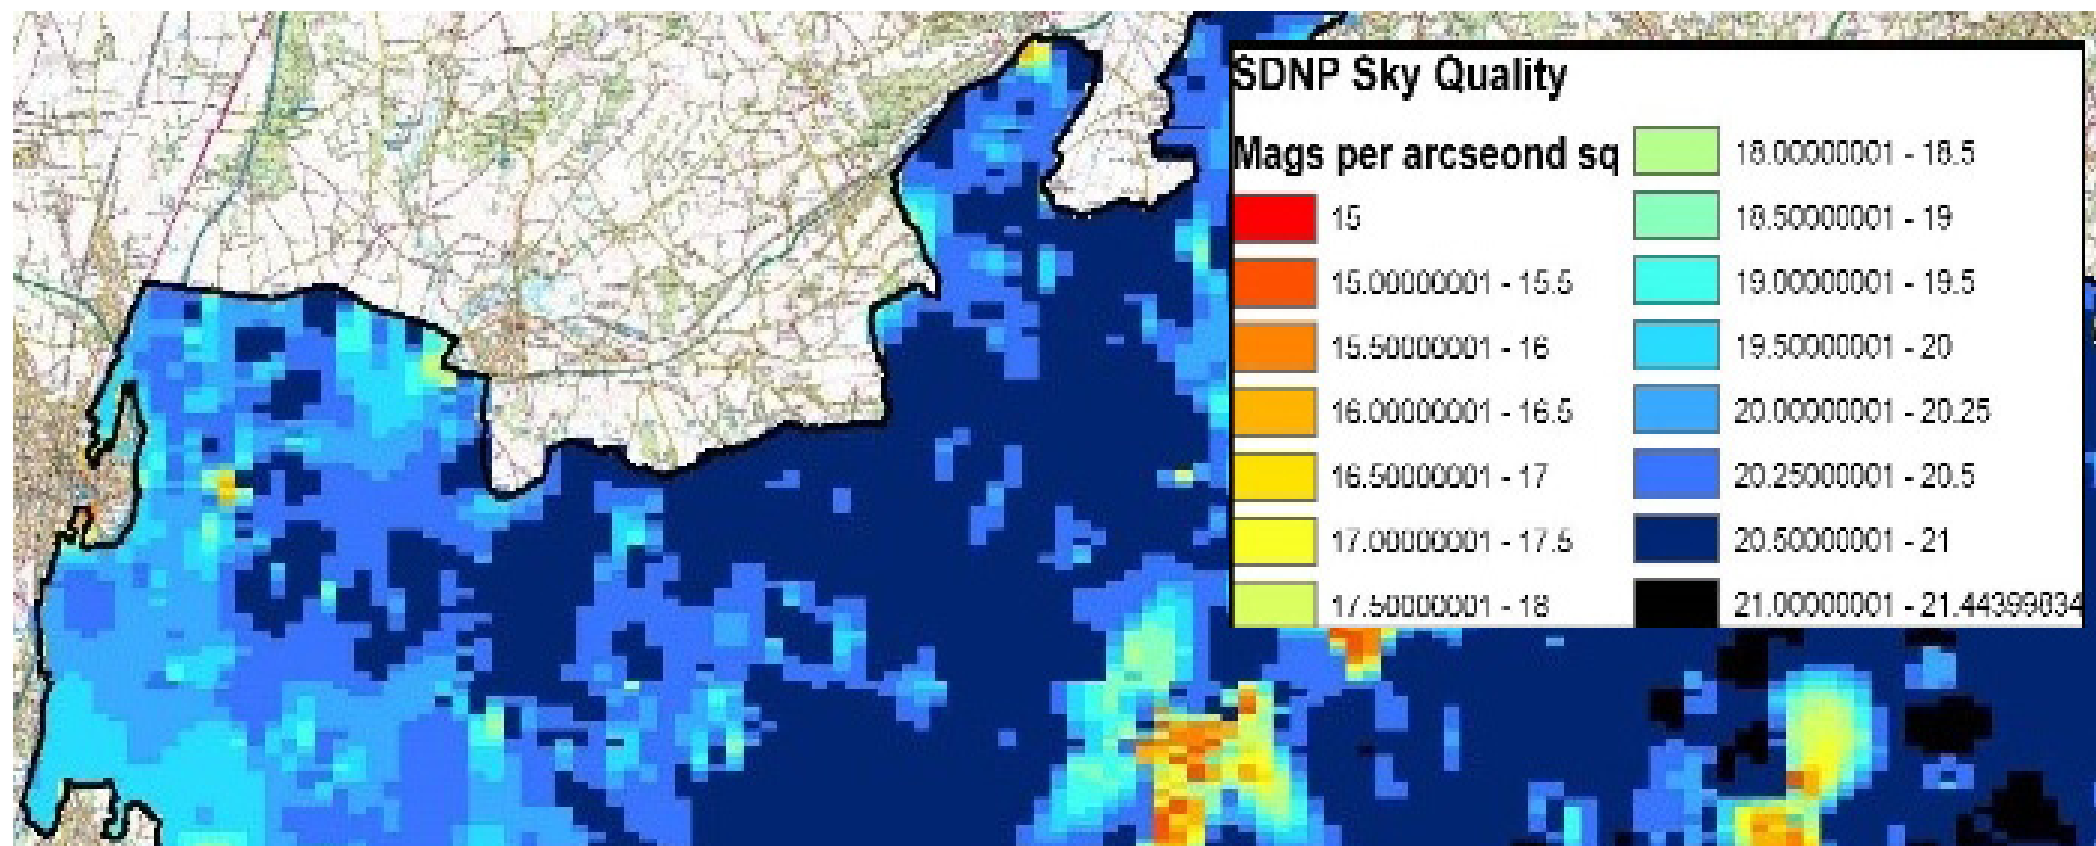 SDNP Sky Quality
Mags per arcseond sq
15
15.00000001 - 15.5
15.50000001 - 16
16.00000001 - 16.5
16.50000001 - 17
17.00000001 - 17.5
17.50000001 - 18
18.00000001 - 18.5
18.50000001 - 19
19.00000001 - 19.5
19.50000001 - 20
20.00000001 - 20.25
20.25000001 - 20.5
20.50000001 - 21
21.00000001 - 21.44399834